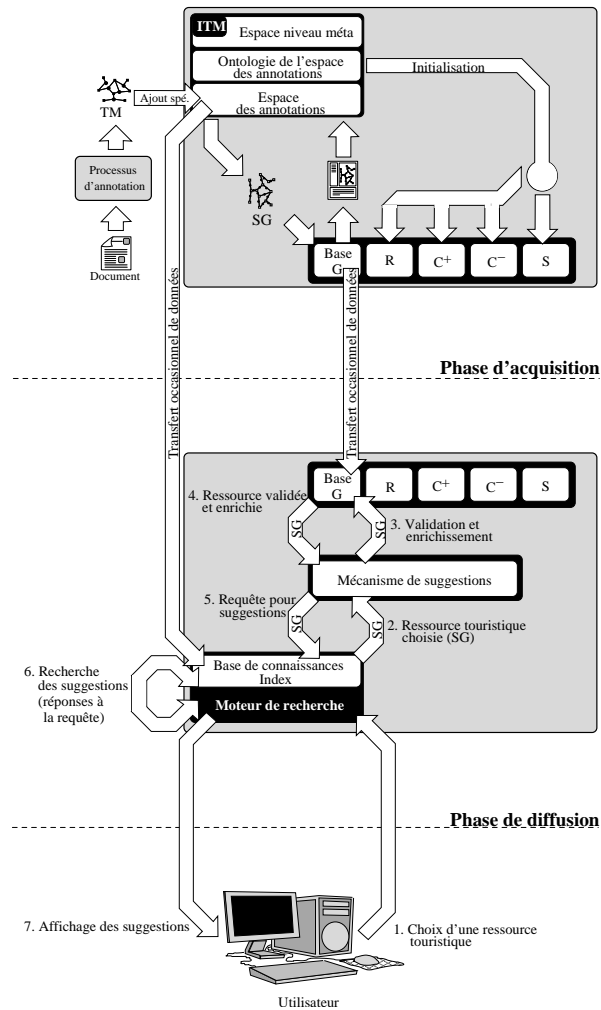 ITM
Espace niveau méta
Ontologie de l'espace
des annotations
Espace
des annotations
Initialisation
TM
Ajout spé.
Processus
d'annotation
Document
SG
Base
G
R
C+
C−
S
Transfert occasionnel de données
Transfert occasionnel de données
Phase d'acquisition
Base
G
R
C+
C−
S
4. Ressource validée
et enrichie
SG
SG
3. Validation et
enrichissement
Mécanisme de suggestions
5. Requête pour
suggestions
SG
SG
2. Ressource touristique
choisie (SG)
Base de connaissances
Index
Moteur de recherche
6. Recherche
des suggestions
(réponses à
la requête)
Phase de diffusion
7. Affichage des suggestions
1. Choix d'une ressource
touristique
Utilisateur